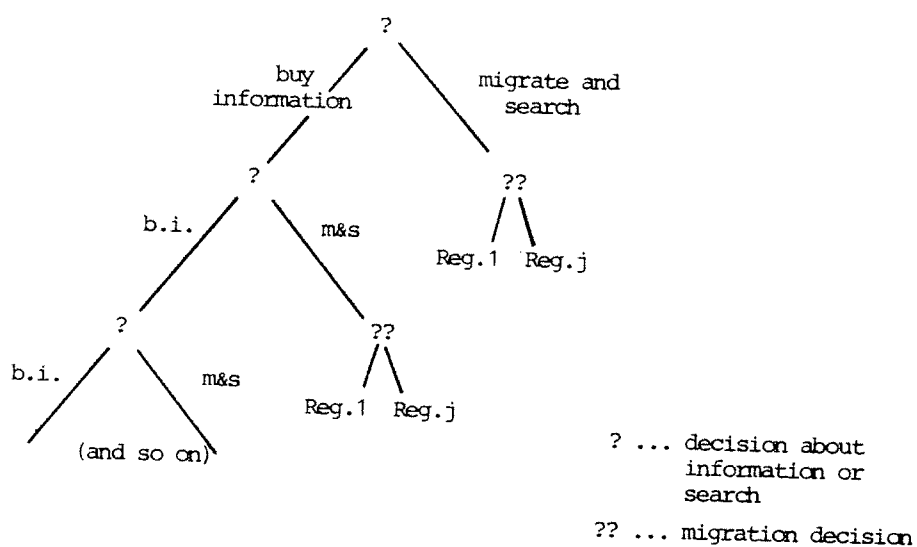 ?
buy
information
migrate and
search
?
??
b.i.
m&s
Reg.1 Reg.j
?
??
b.i.
m&s
Reg.1 Reg.j
(and so on)
? ... decision about
information or
search
?? ... migration decision